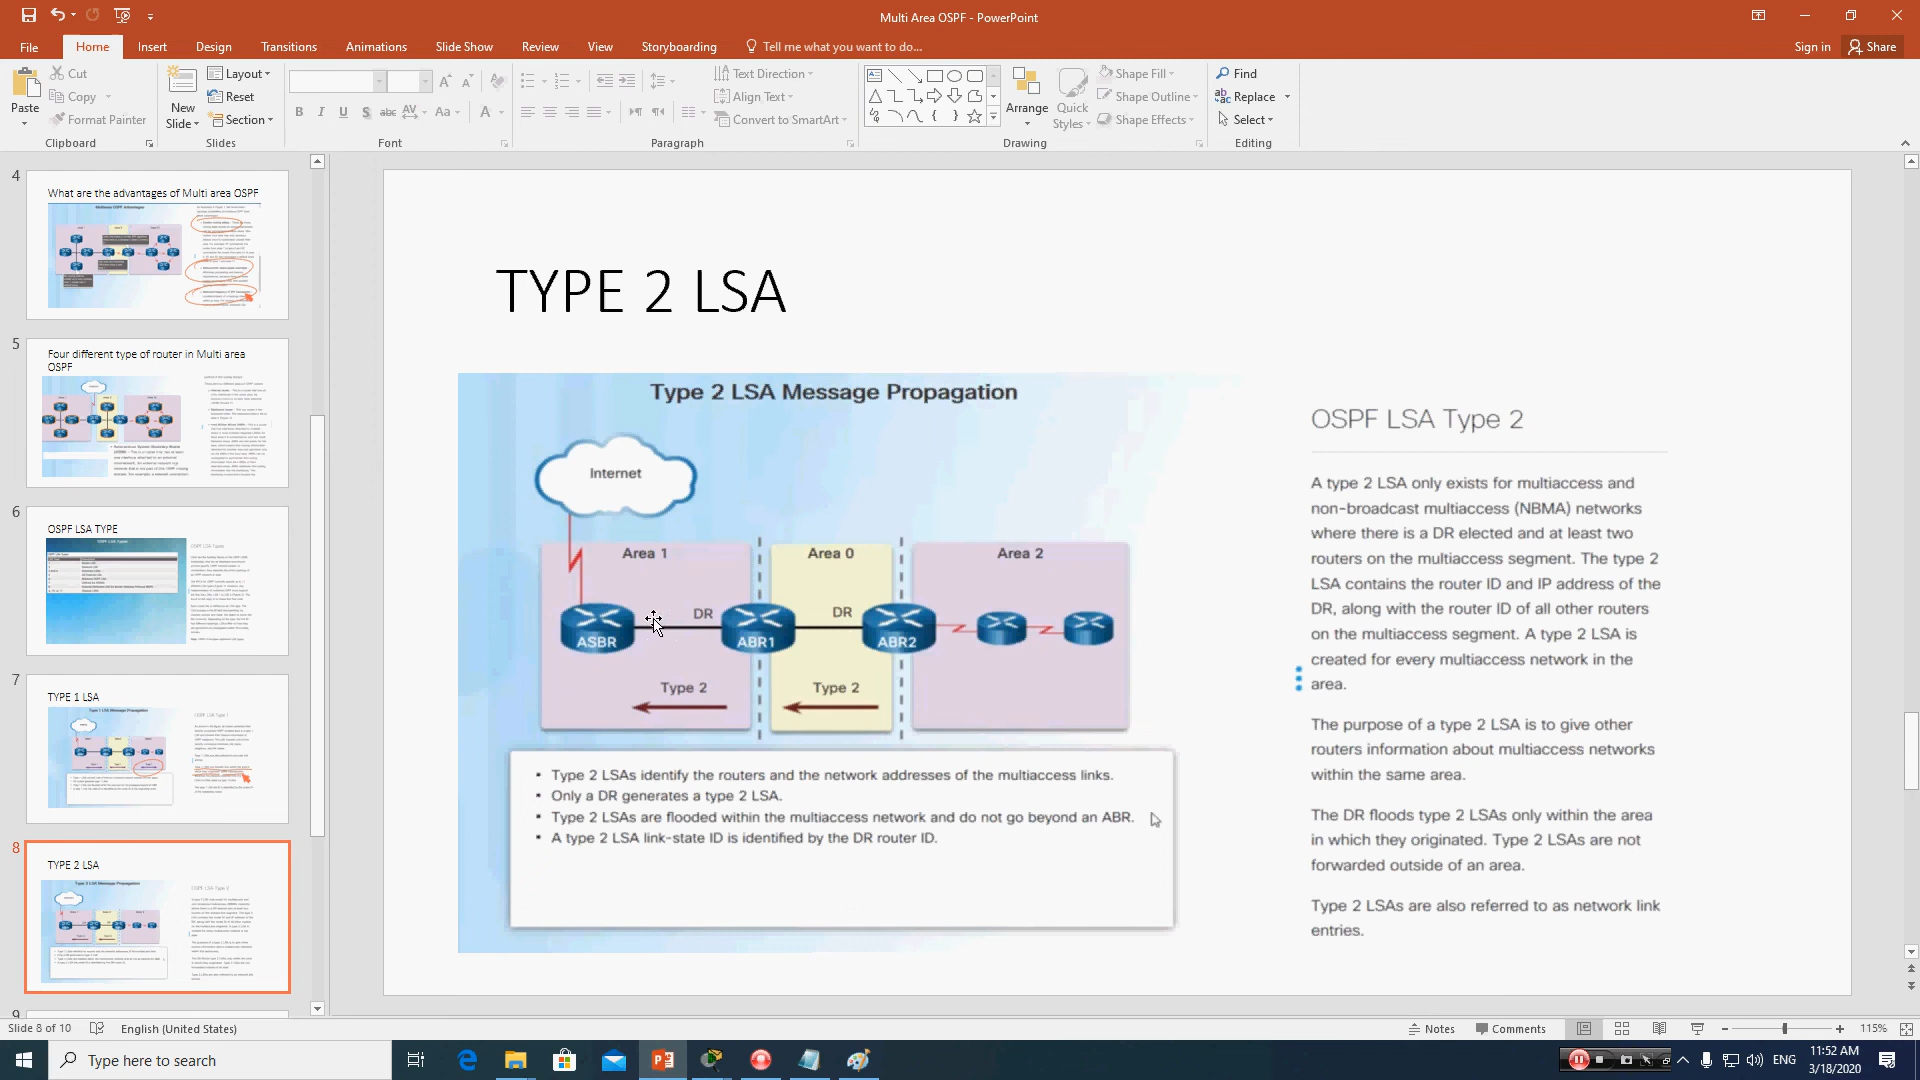 Multi Area OSPF - PowerPoint
File Home Insert Design Transitions Animations Slide Show Review View Storyboarding Tell me what you want to do... Sign in Share
Paste
Cut
Copy
Format Painter
Clipboard
New
Slide
Layout
Reset
Section
Slides
B I U S abc AV Aa A
Font
Text Direction
Align Text
Convert to SmartArt
Paragraph
Arrange
Quick
Styles
Shape Fill
Shape Outline
Shape Effects
Drawing
Find
Replace
Select
Editing
4
What are the advantages of Multi area OSPF
5
Four different type of router in Multi area
OSPF
6
OSPF LSA TYPE
7
TYPE 1 LSA
8
TYPE 2 LSA
9
TYPE 2 LSA
Type 2 LSA Message Propagation
Internet
Area 1
Area 0
Area 2
DR
DR
ASBR
ABR1
ABR2
Type 2
Type 2
• Type 2 LSAs identify the routers and the network addresses of the multiaccess links.
• Only a DR generates a type 2 LSA.
• Type 2 LSAs are flooded within the multiaccess network and do not go beyond an ABR.
• A type 2 LSA link-state ID is identified by the DR router ID.
OSPF LSA Type 2
A type 2 LSA only exists for multiaccess and
non-broadcast multiaccess (NBMA) networks
where there is a DR elected and at least two
routers on the multiaccess segment. The type 2
LSA contains the router ID and IP address of the
DR, along with the router ID of all other routers
on the multiaccess segment. A type 2 LSA is
created for every multiaccess network in the
area.
The purpose of a type 2 LSA is to give other
routers information about multiaccess networks
within the same area.
The DR floods type 2 LSAs only within the area
in which they originated. Type 2 LSAs are not
forwarded outside of an area.
Type 2 LSAs are also referred to as network link
entries.
Slide 8 of 10 English (United States) Notes Comments 115%
Type here to search
ENG
11:52 AM
3/18/2020